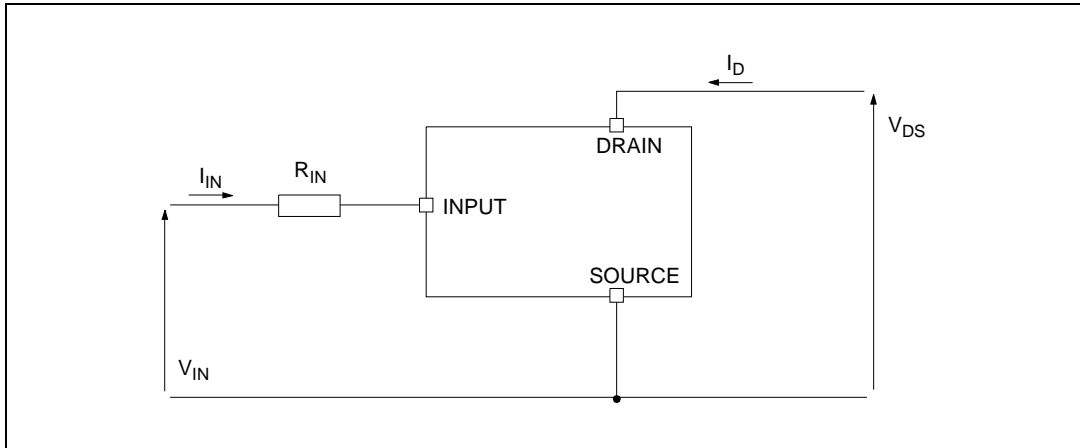 I_D
V_DS
DRAIN
R_IN
I_IN
INPUT
SOURCE
V_IN